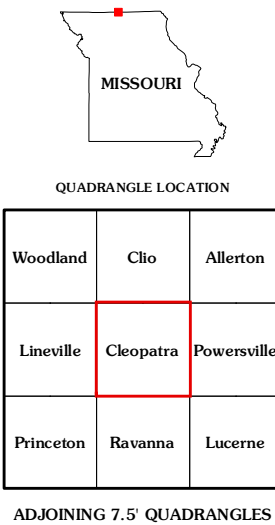 MISSOURI
QUADRANGLE LOCATION
Woodland Clio Allerton
Lineville Cleopatra Powersville
Princeton Ravanna Lucerne
ADJOINING 7.5' QUADRANGLES